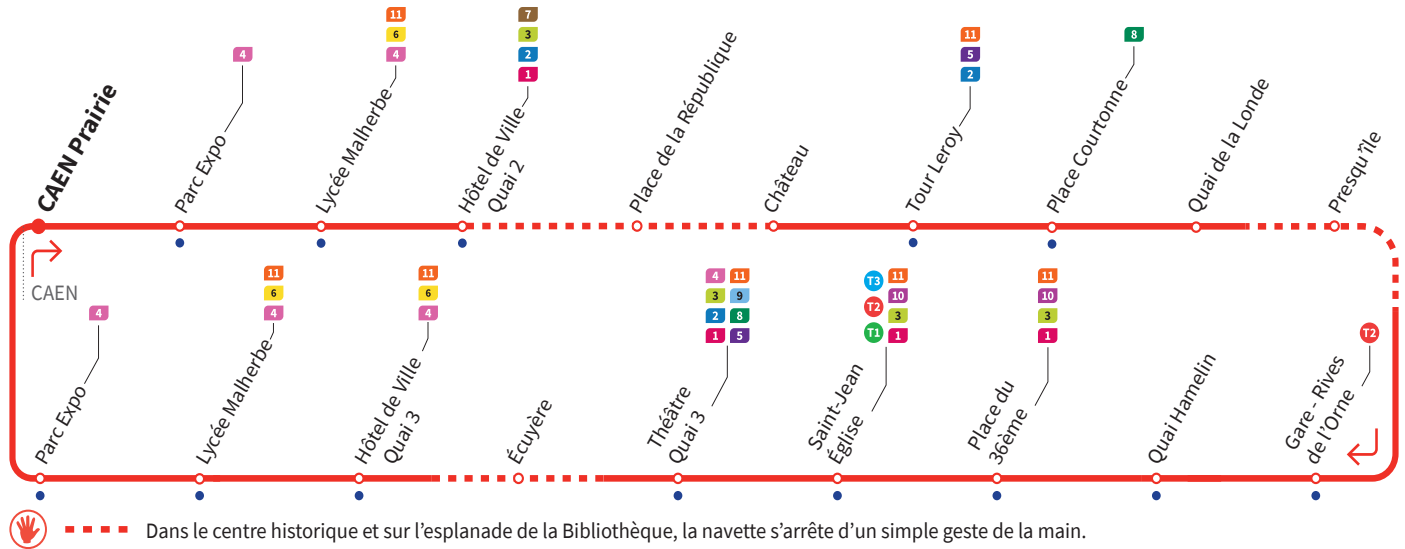 CAEN Prairie
Parc Expo
4
Lycée Malherbe
11
6
4
Hôtel de Ville
Quai 2
7
3
2
1
Place de la République
Château
Tour Leroy
11
5
2
Place Courtonne
8
Quai de la Londe
Presqu'île
CAEN
Parc Expo
4
Lycée Malherbe
11
6
4
Hôtel de Ville
Quai 3
11
6
4
Écuyère
Théâtre
Quai 3
4 11
3 9
2 8
1 5
Saint-Jean
Église
T3 11
10
T2 3
T1 1
Place du
36ème
11
10
3
1
Quai Hamelin
Gare - Rives
de l'Orne
T2
Dans le centre historique et sur l'esplanade de la Bibliothèque, la navette s'arrête d'un simple geste de la main.